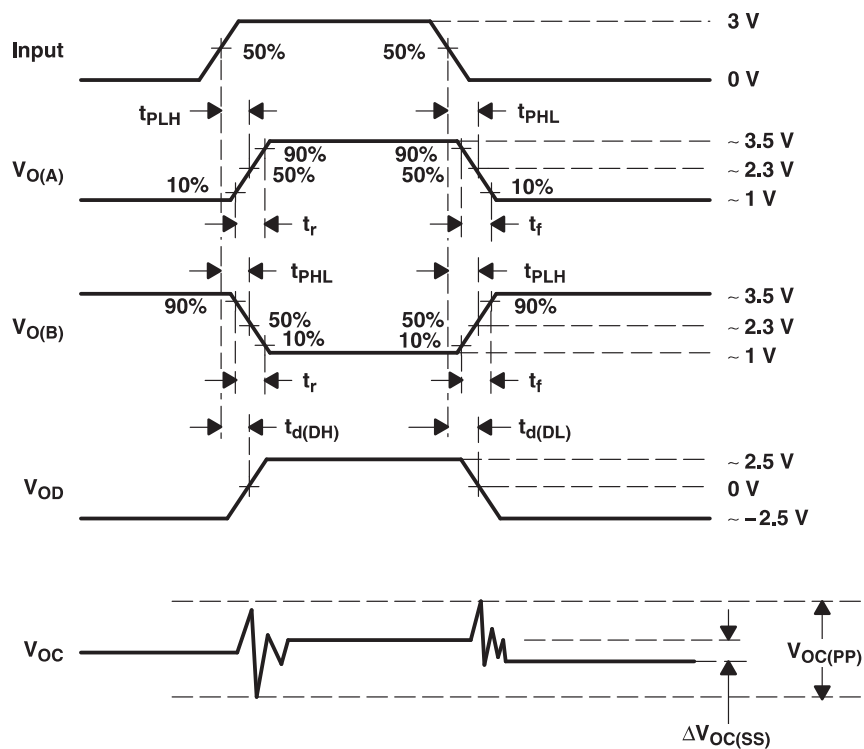 3 V
Input
50%
50%
0 V
tPLH
tPHL
~ 3.5 V
90%
90%
VO(A)
50%
50%
~ 2.3 V
10%
10%
~ 1 V
tr
tf
tPHL
tPLH
90%
90%
~ 3.5 V
VO(B)
50%
50%
~ 2.3 V
10%
10%
~ 1 V
tr
tf
td(DH)
td(DL)
~ 2.5 V
VOD
0 V
~ −2.5 V
VOC
VOC(PP)
ΔVOC(SS)